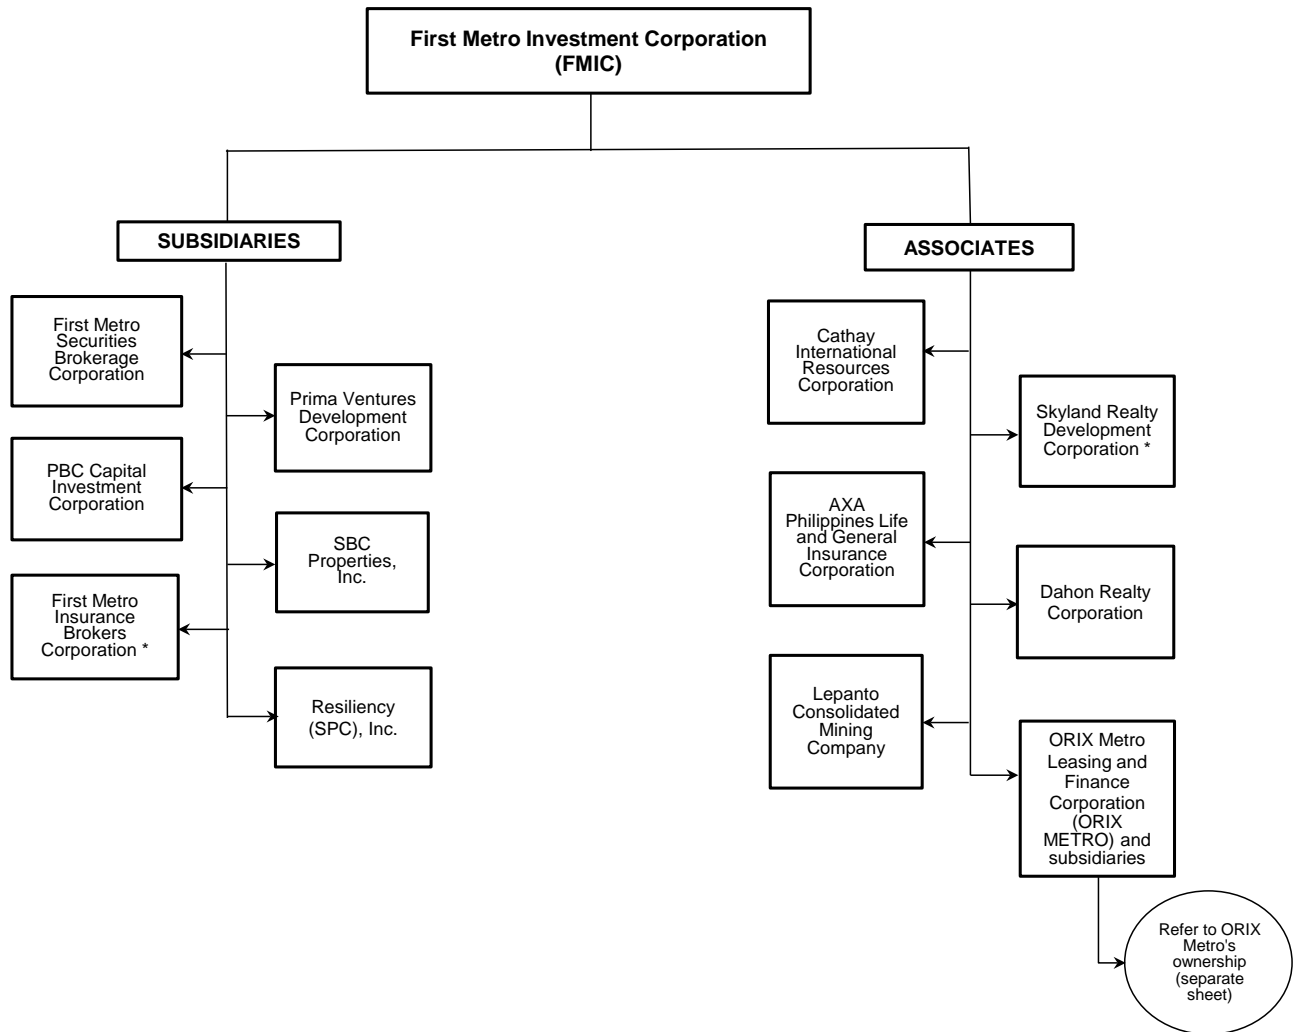 First Metro Investment Corporation
(FMIC)
SUBSIDIARIES
First Metro
Securities
Brokerage
Corporation
Prima Ventures
Development
Corporation
PBC Capital
Investment
Corporation
SBC
Properties,
Inc.
First Metro
Insurance
Brokers
Corporation *
Resiliency
(SPC), Inc.
ASSOCIATES
Cathay
International
Resources
Corporation
Skyland Realty
Development
Corporation *
AXA
Philippines Life
and General
Insurance
Corporation
Dahon Realty
Corporation
Lepanto
Consolidated
Mining
Company
ORIX Metro
Leasing and
Finance
Corporation
(ORIX
METRO) and
subsidiaries
Refer to ORIX
Metro's
ownership
(separate
sheet)